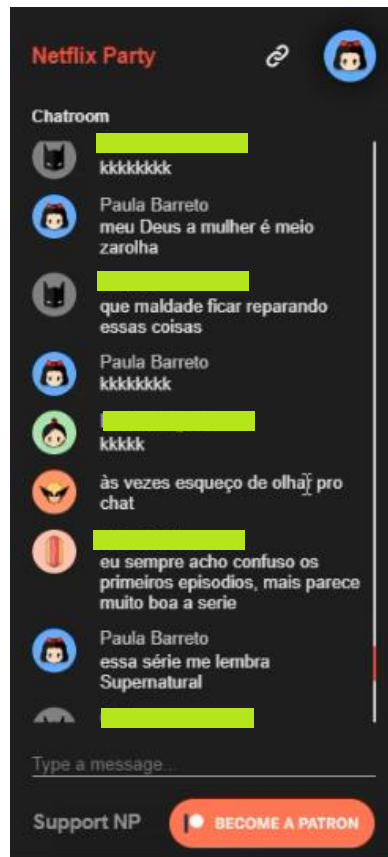 Netflix Party
Chatroom
kkkkkkkk
Paula Barreto
meu Deus a mulher é meio
zarolha
que maldade ficar reparando
essas coisas
Paula Barreto
kkkkkkkk
kkkkk
às vezes esqueço de olhar pro
chat
eu sempre acho confuso os
primeiros episodios, mais parece
muito boa a serie
Paula Barreto
essa série me lembra
Supernatural
Type a message...
Support NP
BECOME A PATRON